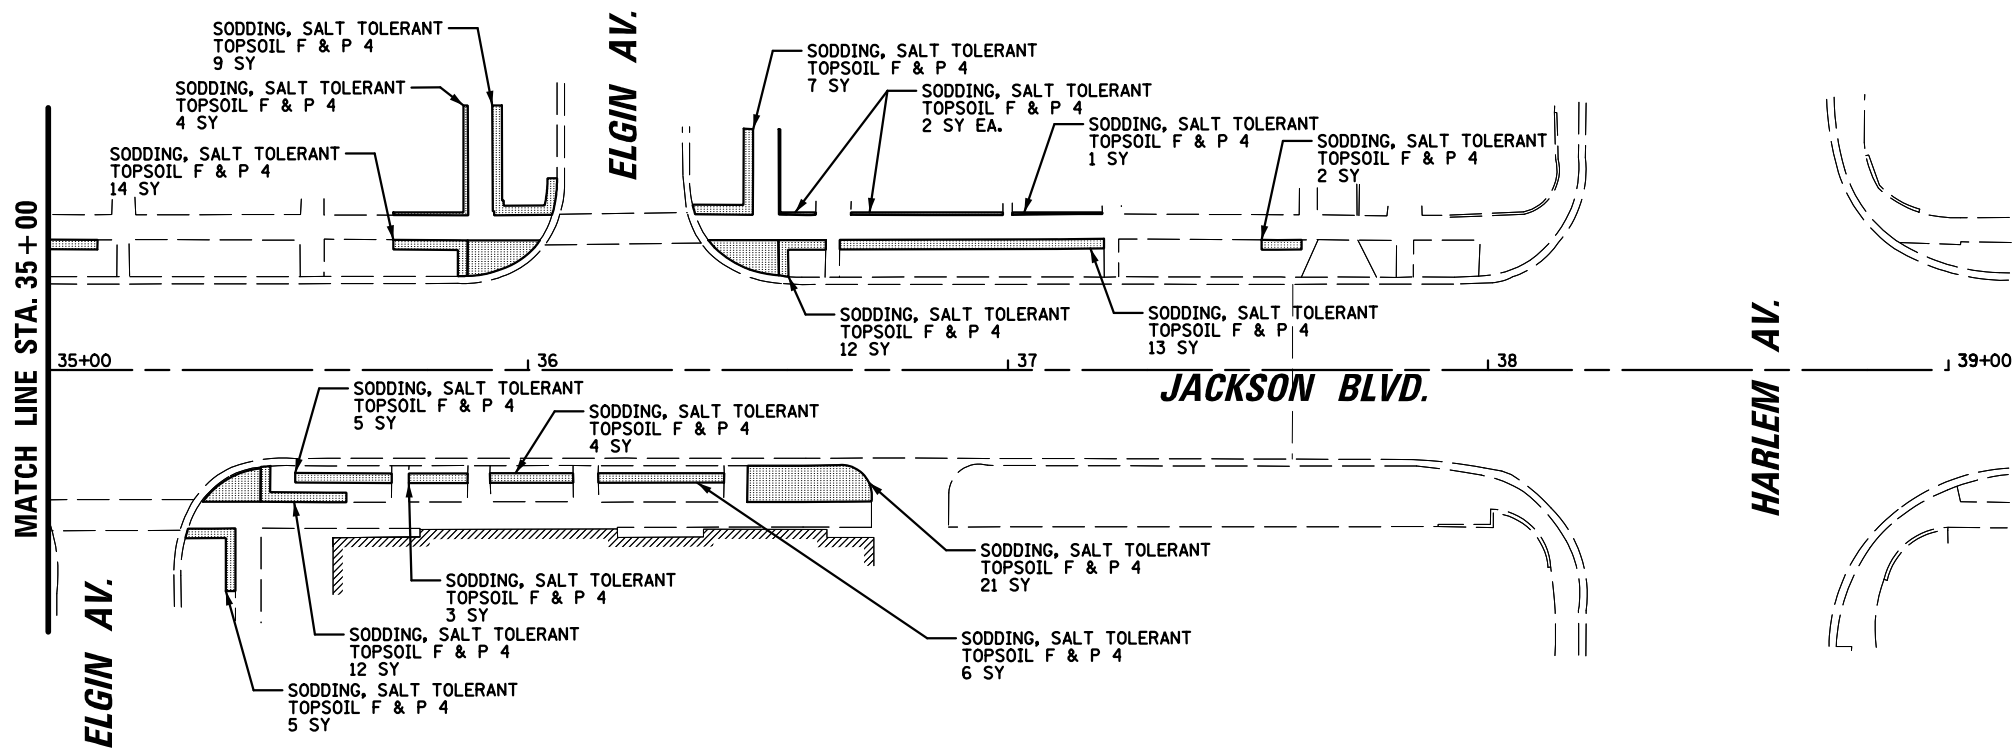 SODDING, SALT TOLERANT
TOPSOIL F & P 4
9 SY
SODDING, SALT TOLERANT
TOPSOIL F & P 4
4 SY
SODDING, SALT TOLERANT
TOPSOIL F & P 4
14 SY
ELGIN AV.
SODDING, SALT TOLERANT
TOPSOIL F & P 4
7 SY
SODDING, SALT TOLERANT
TOPSOIL F & P 4
2 SY EA.
SODDING, SALT TOLERANT
TOPSOIL F & P 4
1 SY
SODDING, SALT TOLERANT
TOPSOIL F & P 4
2 SY
MATCH LINE STA. 35+00
SODDING, SALT TOLERANT
TOPSOIL F & P 4
12 SY
SODDING, SALT TOLERANT
TOPSOIL F & P 4
13 SY
35+00
36
37
38
39+00
JACKSON BLVD.
HARLEM AV.
SODDING, SALT TOLERANT
TOPSOIL F & P 4
5 SY
SODDING, SALT TOLERANT
TOPSOIL F & P 4
4 SY
SODDING, SALT TOLERANT
TOPSOIL F & P 4
21 SY
SODDING, SALT TOLERANT
TOPSOIL F & P 4
3 SY
SODDING, SALT TOLERANT
TOPSOIL F & P 4
12 SY
SODDING, SALT TOLERANT
TOPSOIL F & P 4
6 SY
SODDING, SALT TOLERANT
TOPSOIL F & P 4
5 SY
ELGIN AV.